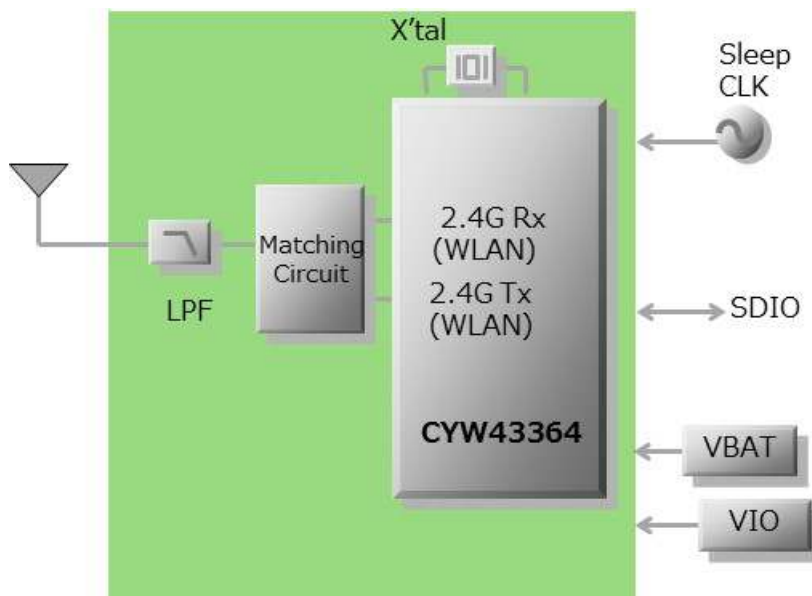 X'tal
Sleep
CLK
2.4G Rx
(WLAN)
Matching
Circuit
2.4G Tx
(WLAN)
LPF
SDIO
CYW43364
VBAT
VIO